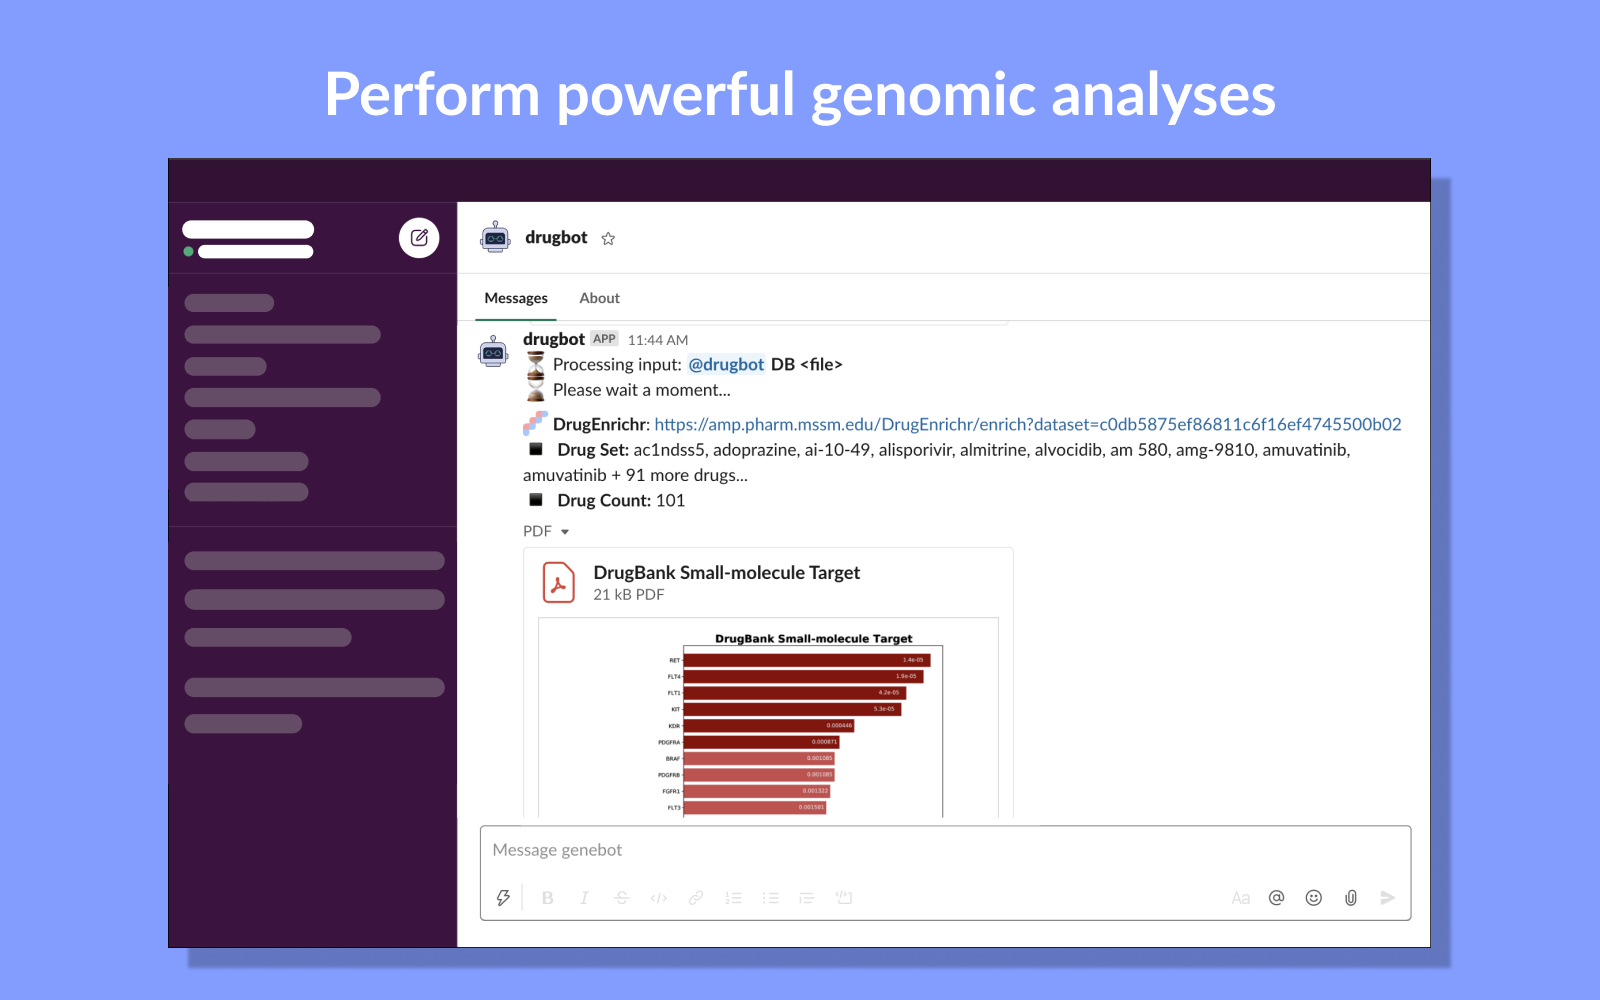 Perform powerful genomic analyses
drugbot
Messages About
drugbot APP 11:44 AM
Processing input: @drugbot DB <file>
Please wait a moment...
DrugEnrichr: https://amp.pharm.mssm.edu/DrugEnrichr/enrich?dataset=c0db5875ef86811c6f16ef4745500b02
Drug Set: ac1ndss5, adoprazine, ai-10-49, alisporivir, almitrine, alvocidib, am 580, amg-9810, amuvatinib,
amuvatinib + 91 more drugs...
Drug Count: 101
PDF
DrugBank Small-molecule Target
21 kB PDF
DrugBank Small-molecule Target
RET 1.4e-05
FLT4 1.9e-05
FLT1 4.2e-05
KIT 5.3e-05
KDR 0.000446
PDGFRA 0.000871
BRAF 0.001085
PDGFRB 0.001085
FGFR1 0.001322
FLT3 0.001581
Message genebot
B I S </> Aa @